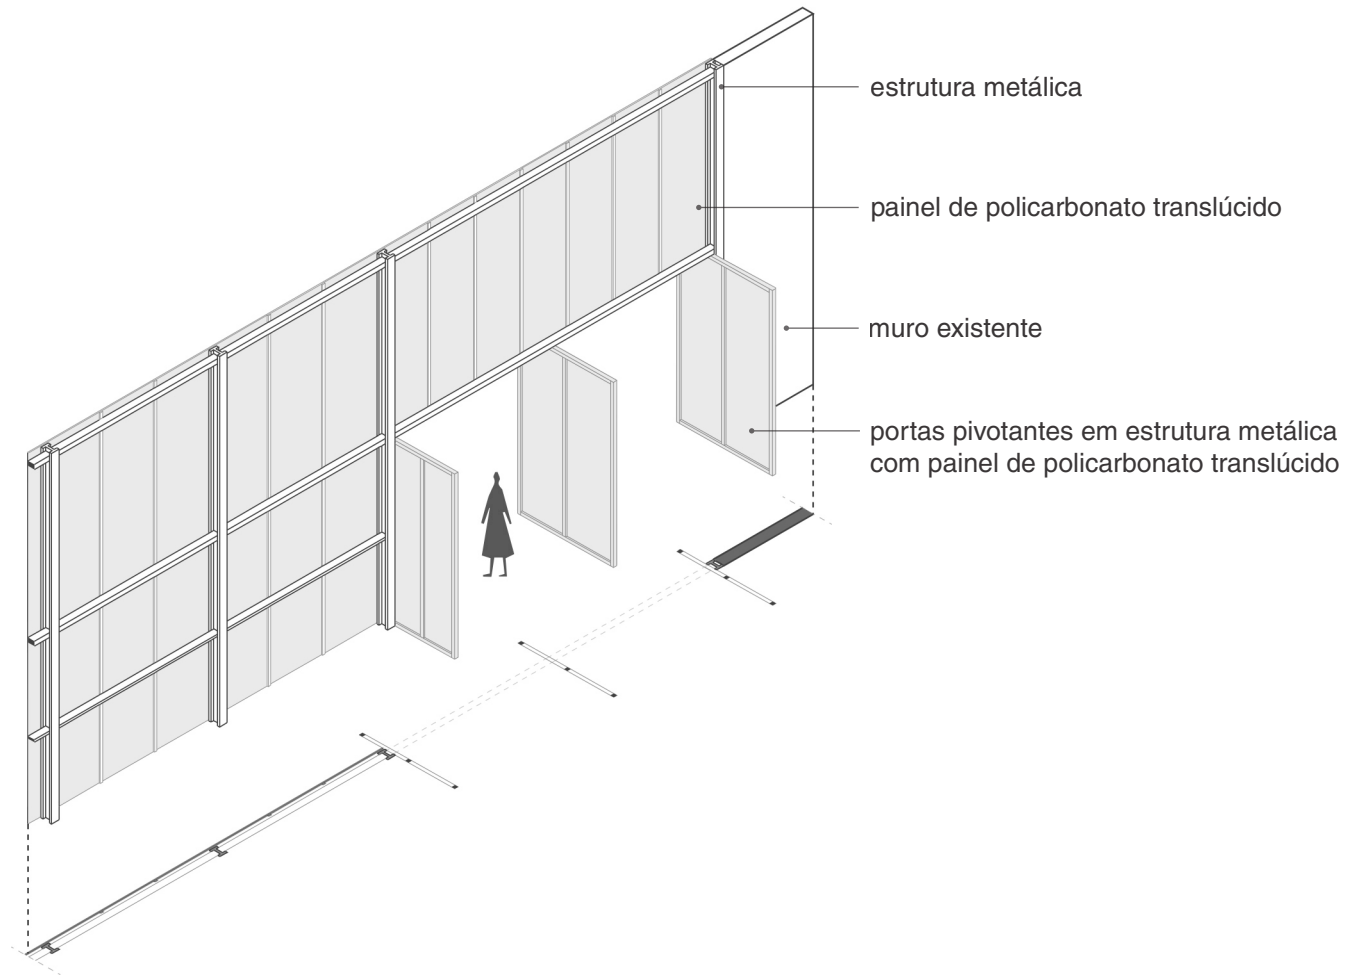 estrutura metálica
painel de policarbonato translúcido
muro existente
portas pivotantes em estrutura metálica
com painel de policarbonato translúcido